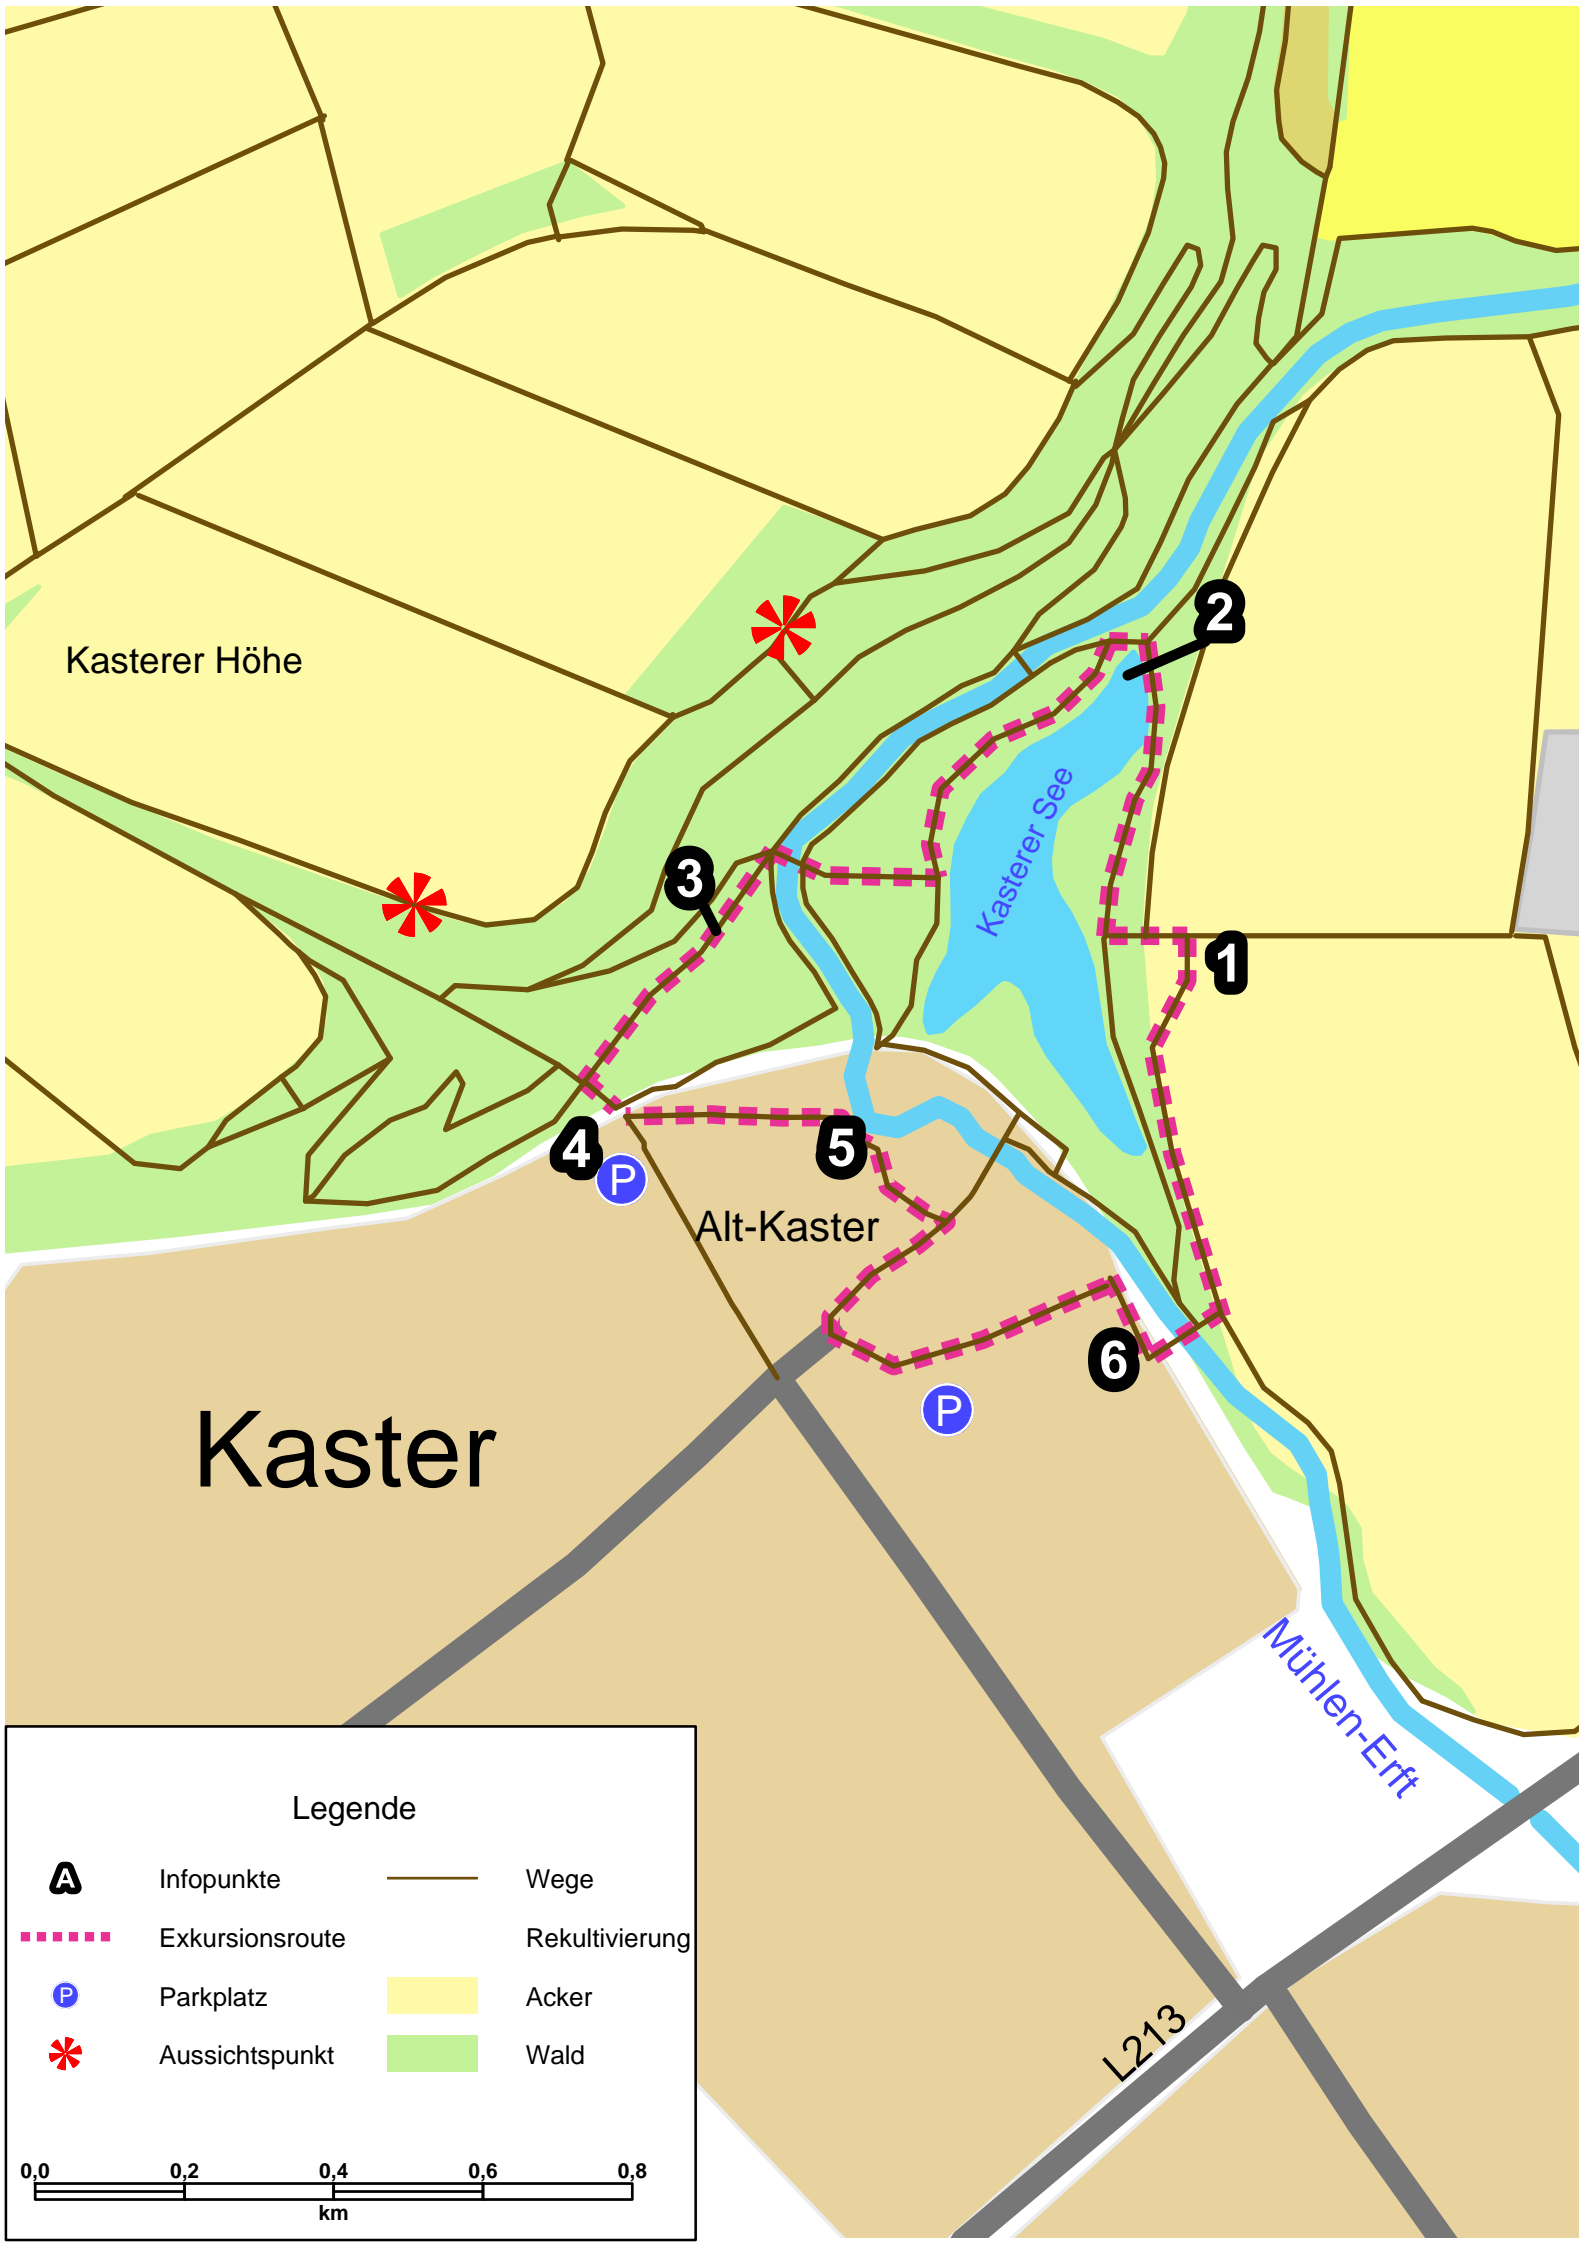 2
Kasterer Höhe
Kasterer See
3
1
4
P
5
Alt-Kaster
6
P
Kaster
Mühlen-Erft
L213
Legende
A Infopunkte Wege
Exkursionsroute Rekultivierung
P Parkplatz Acker
Aussichtspunkt Wald
0,0 0,2 0,4 0,6 0,8
km